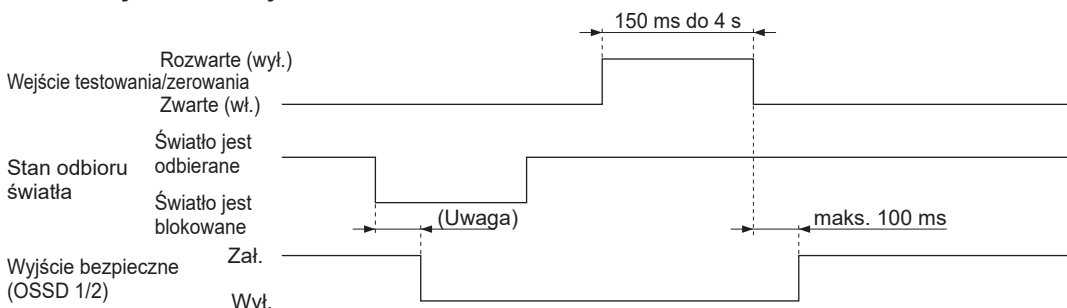 150 ms do 4 s
Rozwarte (wył.)
Wejście testowania/zerowania
Zwarte (wł.)
Światło jest
odbierane
Stan odbioru
światła
Światło jest
blokowane
(Uwaga)
maks. 100 ms
Zał.
Wyjście bezpieczne
(OSSD 1/2)
Wył.